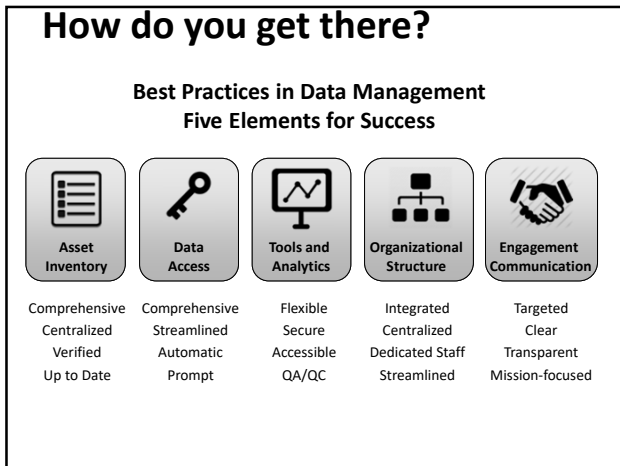 How do you get there?
Best Practices in Data Management
Five Elements for Success
Asset
Inventory
Data
Access
Tools and
Analytics
Organizational
Structure
Engagement
Communication
Comprehensive
Centralized
Verified
Up to Date
Comprehensive
Streamlined
Automatic
Prompt
Flexible
Secure
Accessible
QA/QC
Integrated
Centralized
Dedicated Staff
Streamlined
Targeted
Clear
Transparent
Mission-focused